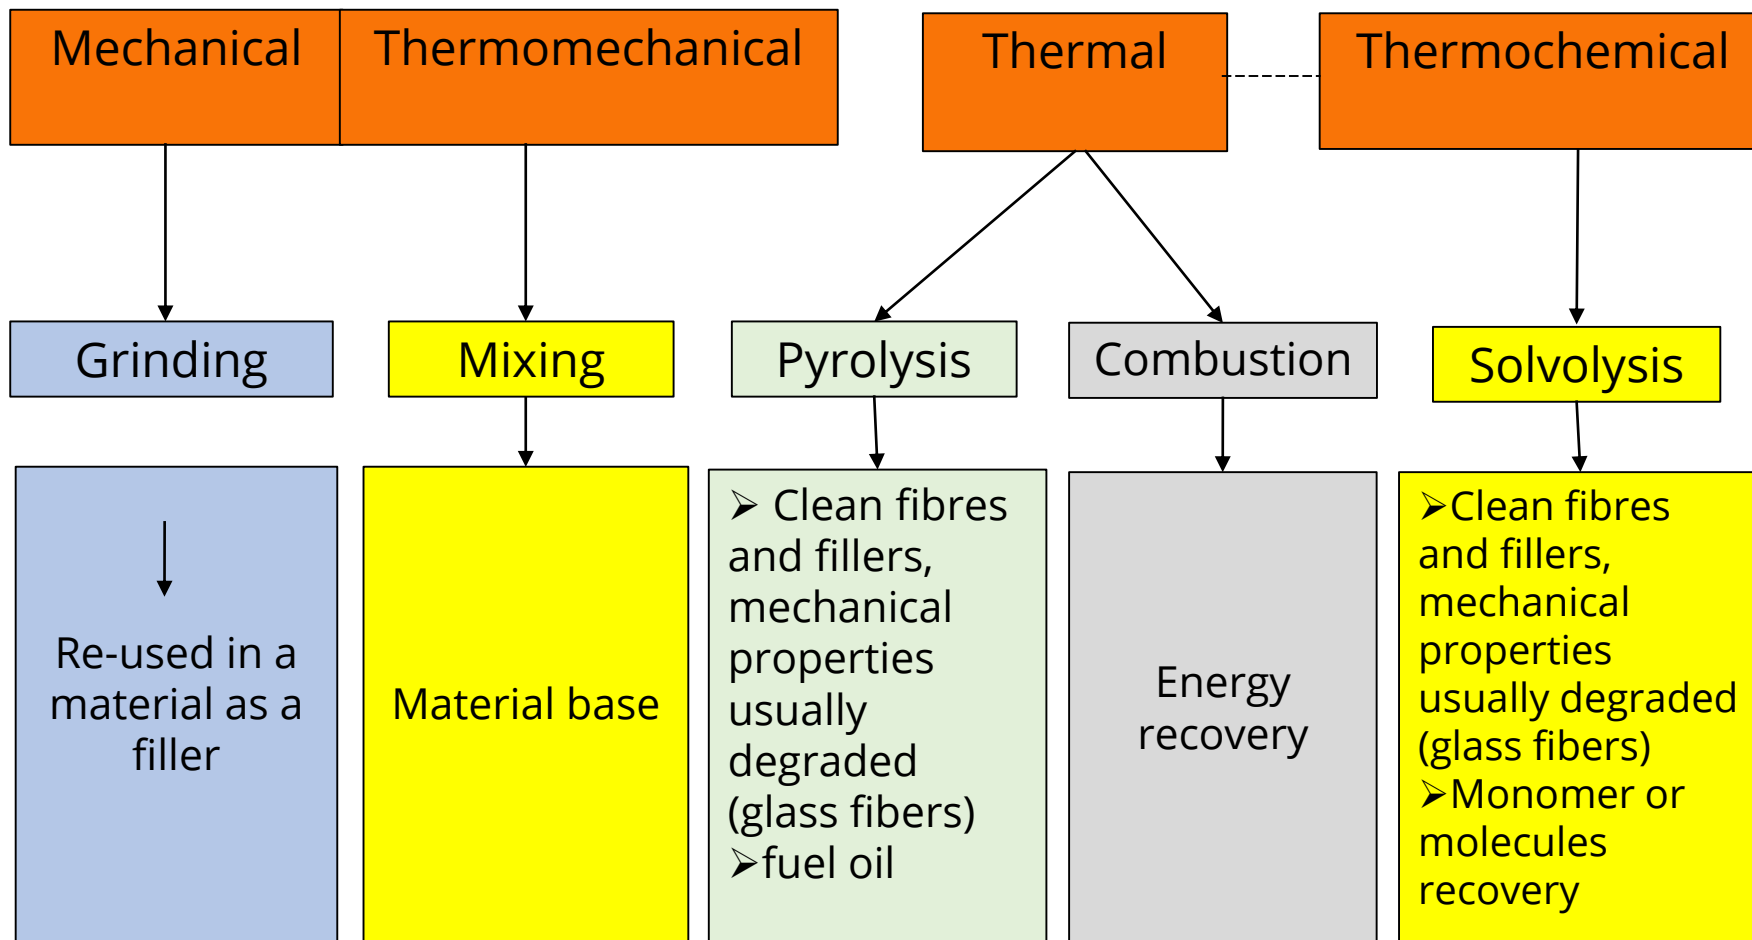 Mechanical
Thermomechanical
Thermal
Thermochemical
Grinding
Mixing
Pyrolysis
Combustion
Solvolysis
Re-used in a
material as a
filler
Material base
➢ Clean fibres
and fillers,
mechanical
properties
usually
degraded
(glass fibers)
➢fuel oil
Energy
recovery
➢Clean fibres
and fillers,
mechanical
properties
usually degraded
(glass fibers)
➢Monomer or
molecules
recovery